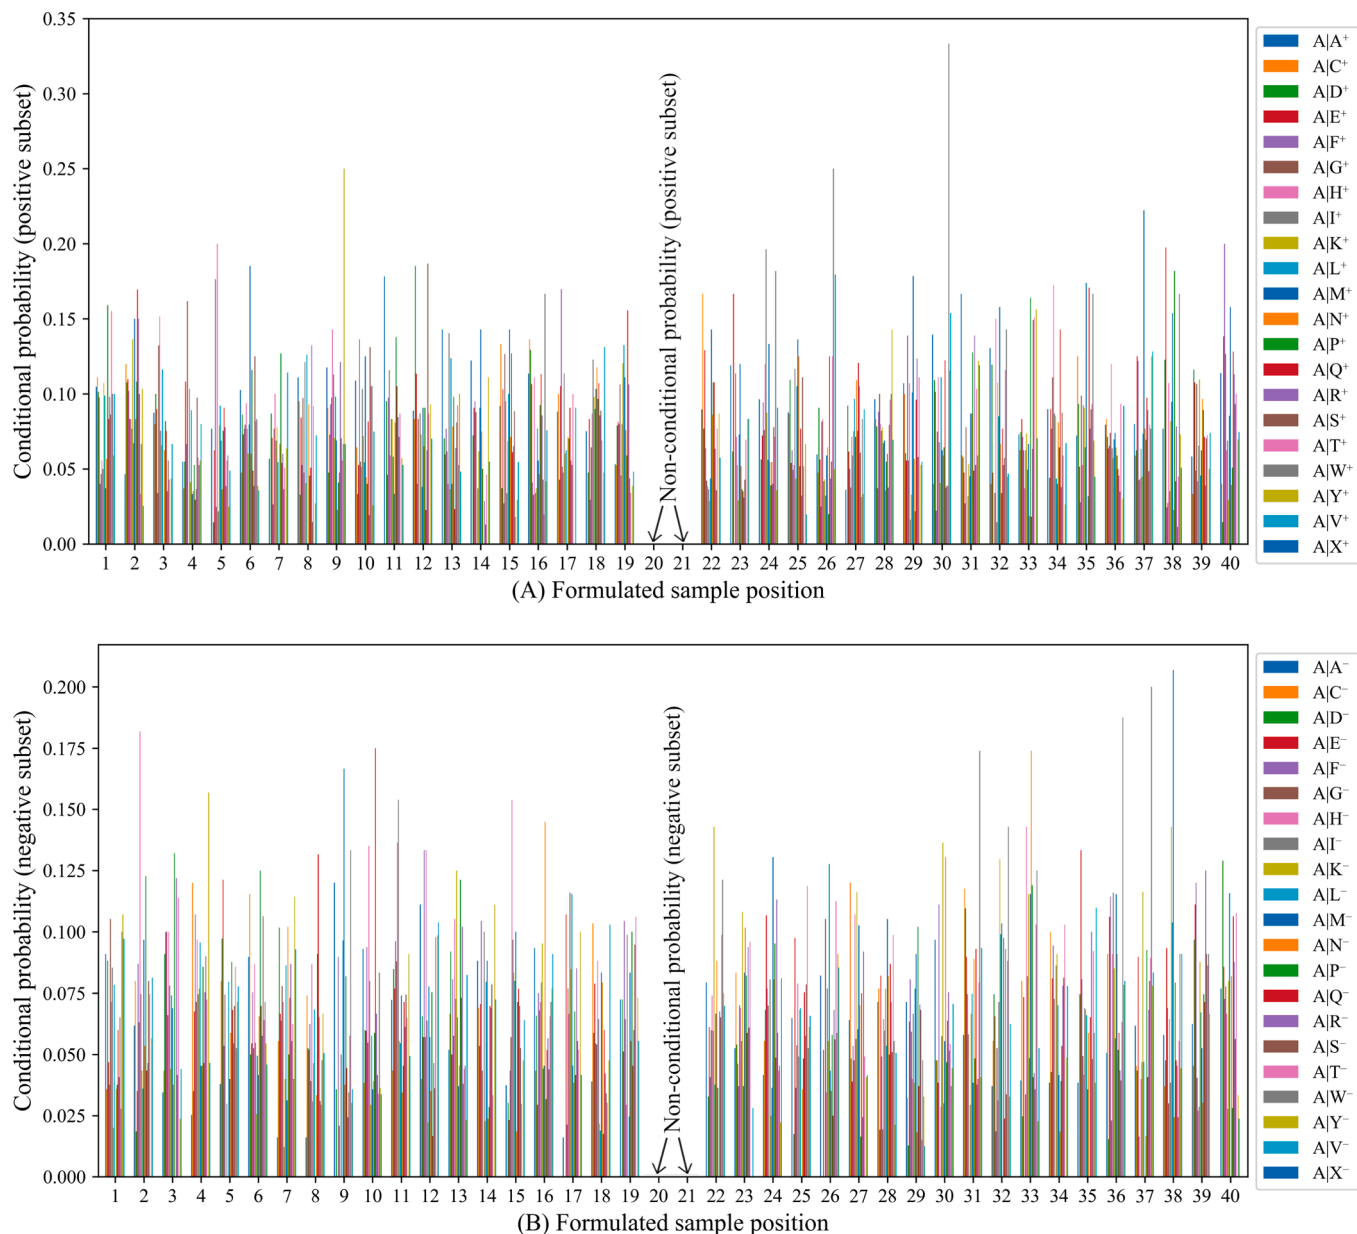 0.35
0.30
0.25
0.20
0.15
0.10
0.05
0.00
Conditional probability (positive subset)
Non-conditional probability (positive subset)
1 2 3 4 5 6 7 8 9 10 11 12 13 14 15 16 17 18 19 20 21 22 23 24 25 26 27 28 29 30 31 32 33 34 35 36 37 38 39 40
(A) Formulated sample position
A|A⁺
A|C⁺
A|D⁺
A|E⁺
A|F⁺
A|G⁺
A|H⁺
A|I⁺
A|K⁺
A|L⁺
A|M⁺
A|N⁺
A|P⁺
A|Q⁺
A|R⁺
A|S⁺
A|T⁺
A|W⁺
A|Y⁺
A|V⁺
A|X⁺
0.200
0.175
0.150
0.125
0.100
0.075
0.050
0.025
0.000
Conditional probability (negative subset)
Non-conditional probability (negative subset)
1 2 3 4 5 6 7 8 9 10 11 12 13 14 15 16 17 18 19 20 21 22 23 24 25 26 27 28 29 30 31 32 33 34 35 36 37 38 39 40
(B) Formulated sample position
A|A⁻
A|C⁻
A|D⁻
A|E⁻
A|F⁻
A|G⁻
A|H⁻
A|I⁻
A|K⁻
A|L⁻
A|M⁻
A|N⁻
A|P⁻
A|Q⁻
A|R⁻
A|S⁻
A|T⁻
A|W⁻
A|Y⁻
A|V⁻
A|X⁻